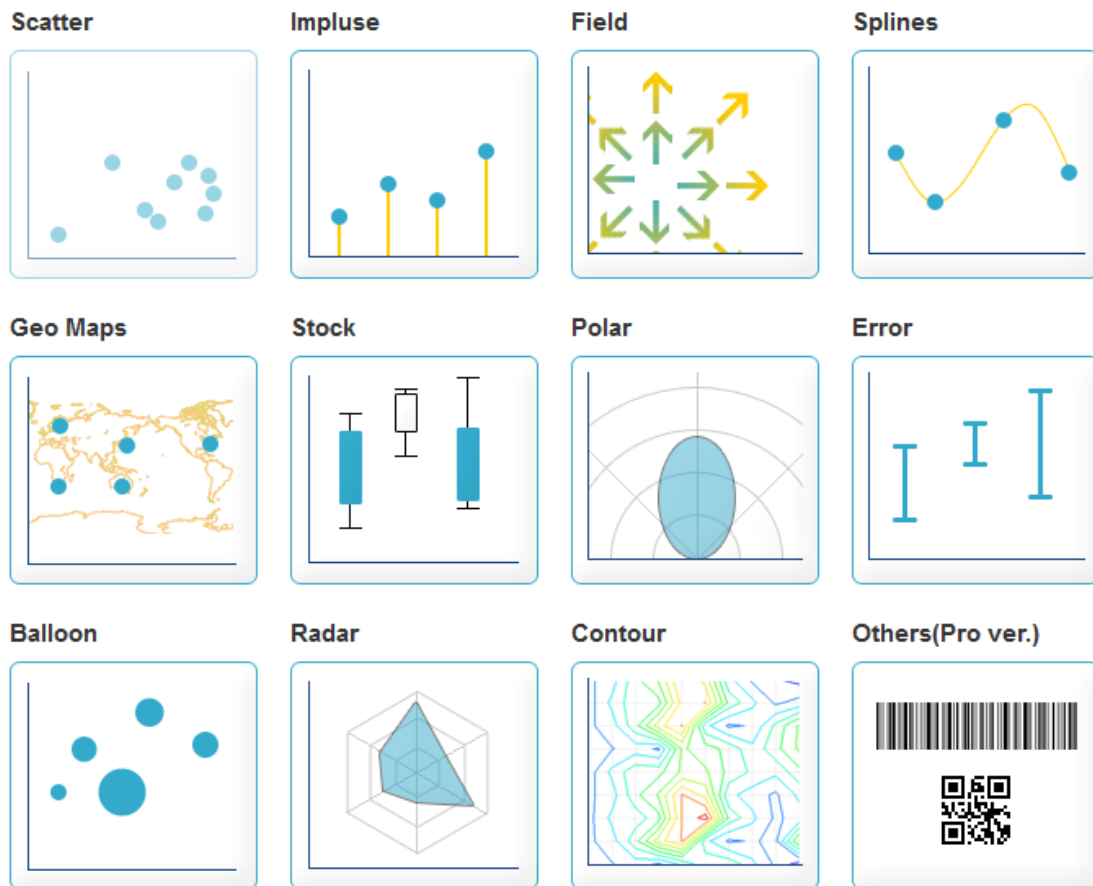 Scatter
Impluse
Field
Splines
Geo Maps
Stock
Polar
Error
Balloon
Radar
Contour
Others(Pro ver.)